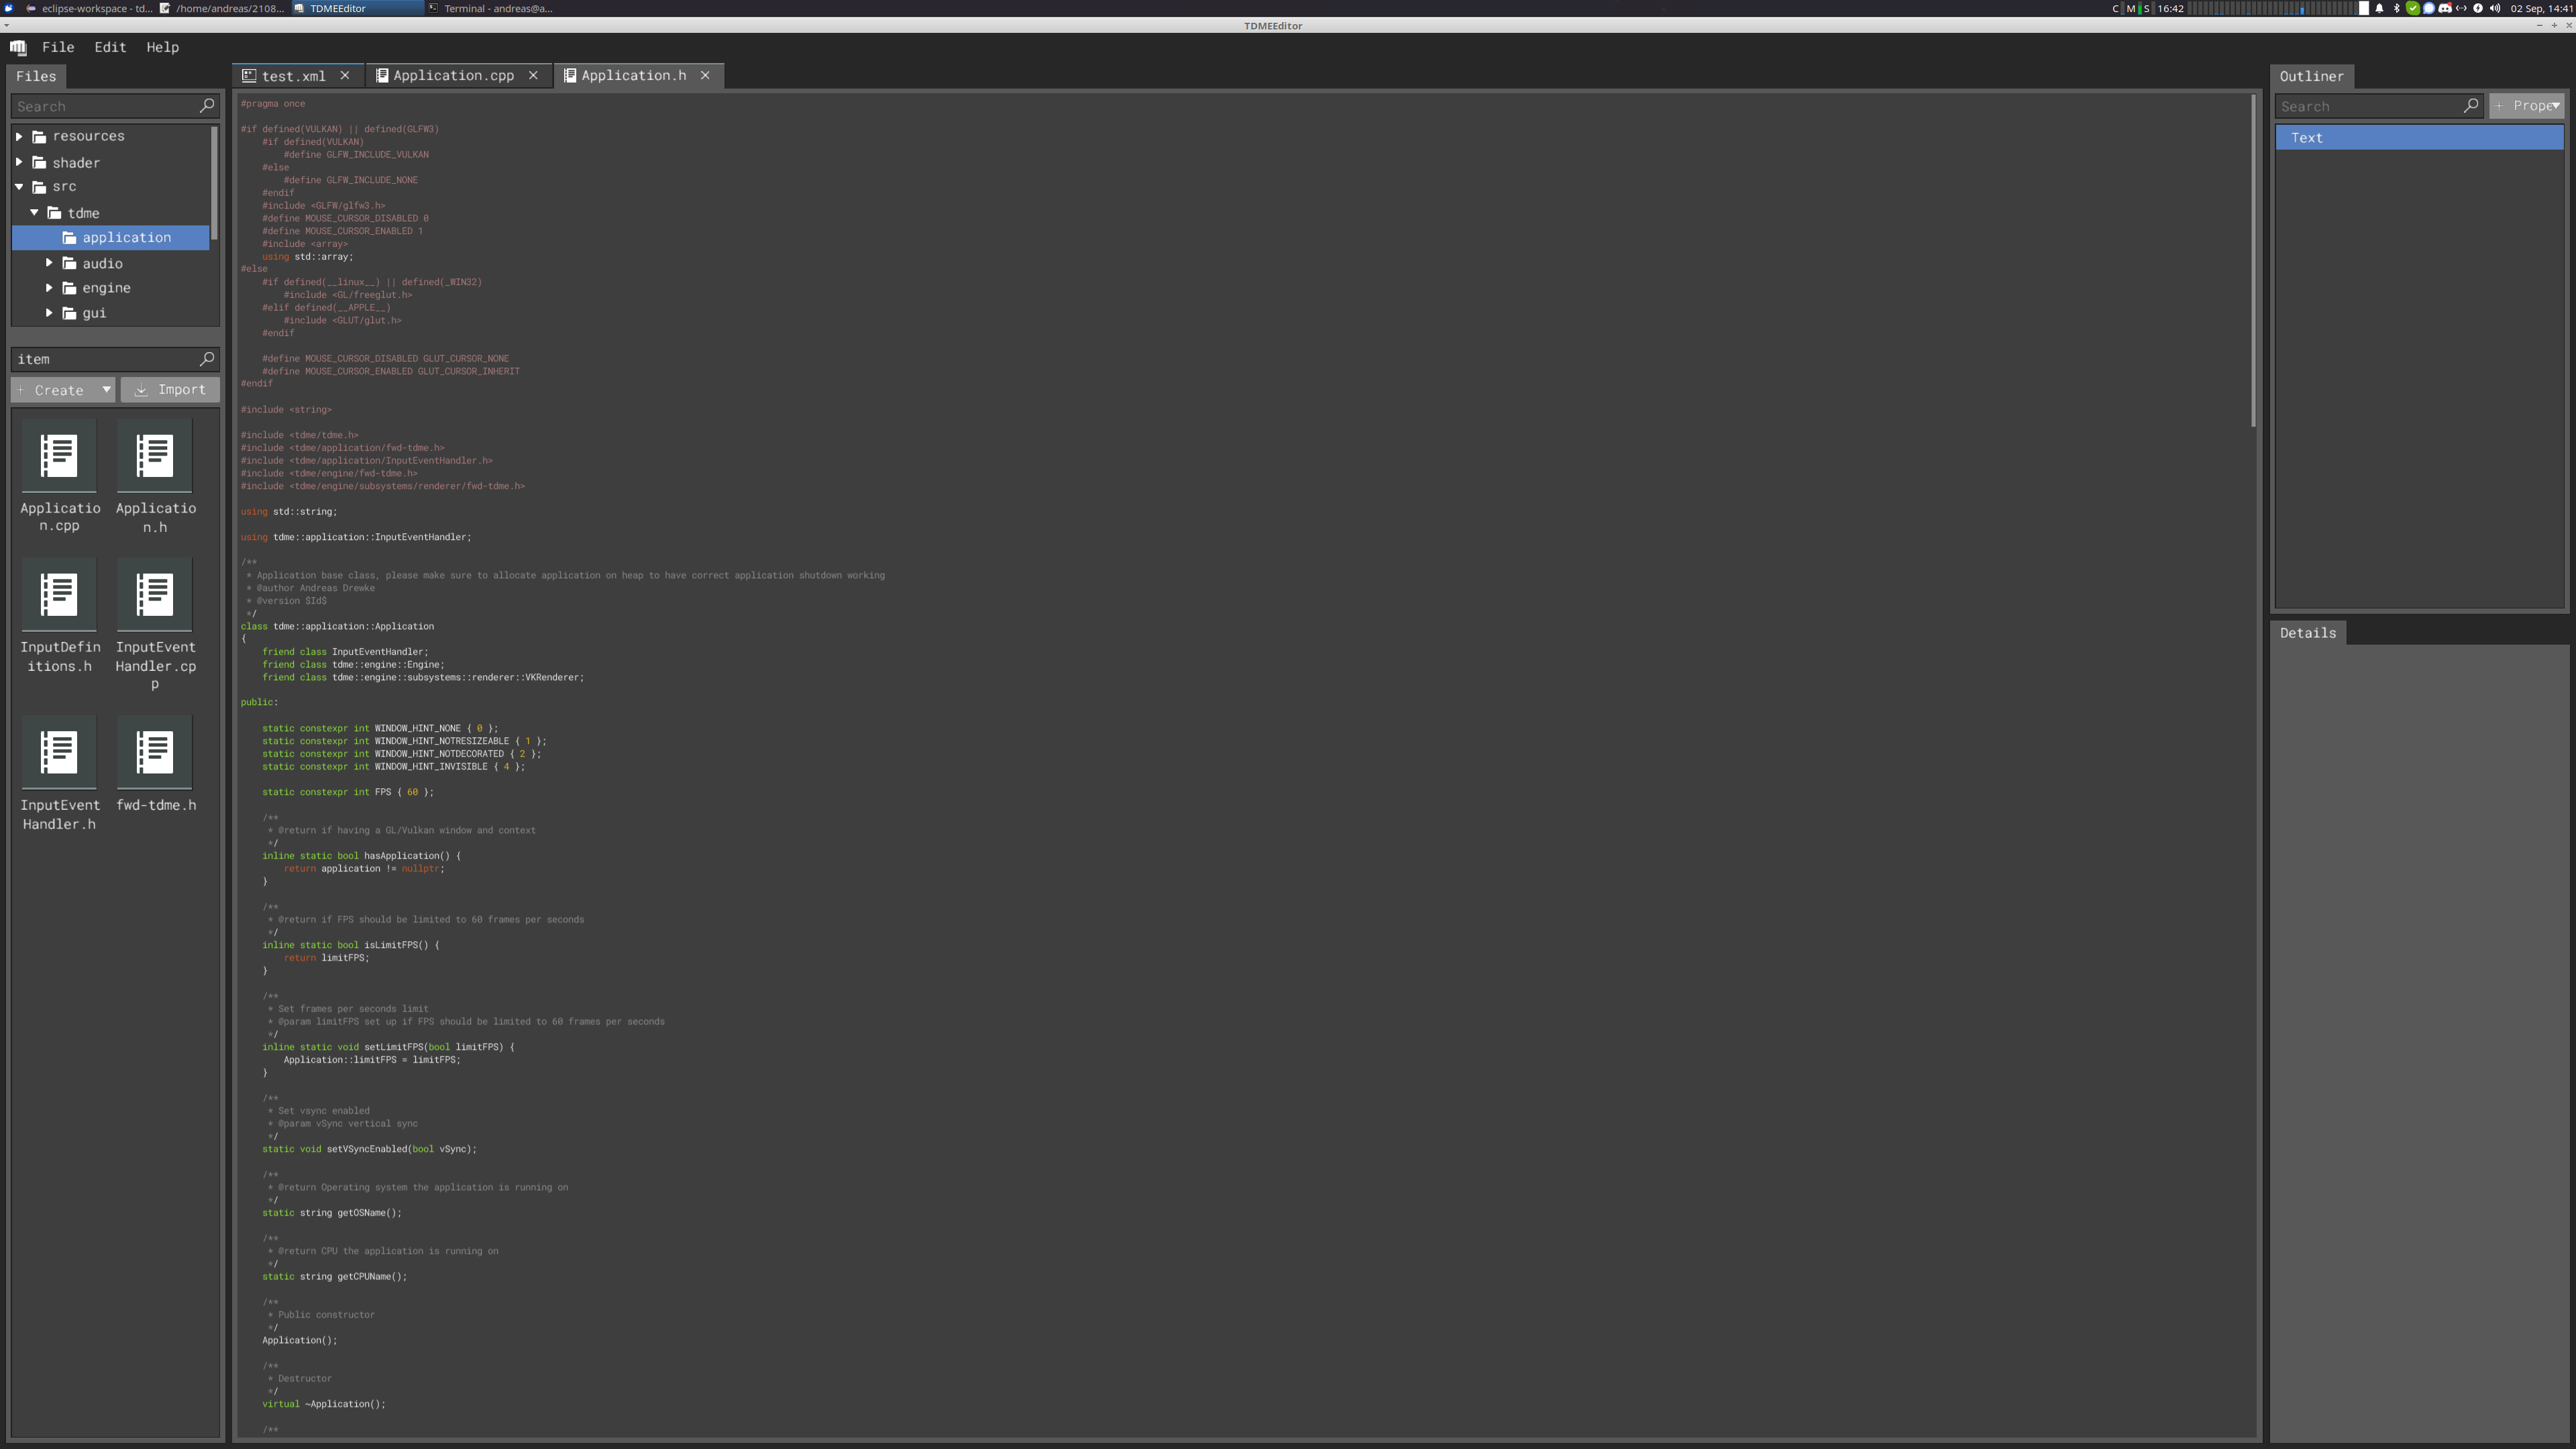 eclipse-workspace - td...
/home/andreas/2108...
TDMEEditor
Terminal - andreas@a...
C M S 16:42
02 Sep, 14:41
TDMEEditor
File Edit Help
Files
Search
resources
shader
src
tdme
application
audio
engine
gui
item
+ Create
Import
Applicatio
n.cpp
Applicatio
n.h
InputDefin
itions.h
InputEvent
Handler.cp
p
InputEvent
Handler.h
fwd-tdme.h
test.xml
Application.cpp
Application.h
#pragma once
#if defined(VULKAN) || defined(GLFW3)
#if defined(VULKAN)
#define GLFW_INCLUDE_VULKAN
#else
#define GLFW_INCLUDE_NONE
#endif
#include <GLFW/glfw3.h>
#define MOUSE_CURSOR_DISABLED 0
#define MOUSE_CURSOR_ENABLED 1
#include <array>
using std::array;
#else
#if defined(__linux__) || defined(_WIN32)
#include <GL/freeglut.h>
#elif defined(__APPLE__)
#include <GLUT/glut.h>
#endif
#define MOUSE_CURSOR_DISABLED GLUT_CURSOR_NONE
#define MOUSE_CURSOR_ENABLED GLUT_CURSOR_INHERIT
#endif
#include <string>
#include <tdme/tdme.h>
#include <tdme/application/fwd-tdme.h>
#include <tdme/application/InputEventHandler.h>
#include <tdme/engine/fwd-tdme.h>
#include <tdme/engine/subsystems/renderer/fwd-tdme.h>
using std::string;
using tdme::application::InputEventHandler;
/**
* Application base class, please make sure to allocate application on heap to have correct application shutdown working
* @author Andreas Drewke
* @version $Id$
*/
class tdme::application::Application
{
friend class InputEventHandler;
friend class tdme::engine::Engine;
friend class tdme::engine::subsystems::renderer::VKRenderer;
public:
static constexpr int WINDOW_HINT_NONE { 0 };
static constexpr int WINDOW_HINT_NOTRESIZEABLE { 1 };
static constexpr int WINDOW_HINT_NOTDECORATED { 2 };
static constexpr int WINDOW_HINT_INVISIBLE { 4 };
static constexpr int FPS { 60 };
/**
* @return if having a GL/Vulkan window and context
*/
inline static bool hasApplication() {
return application != nullptr;
}
/**
* @return if FPS should be limited to 60 frames per seconds
*/
inline static bool isLimitFPS() {
return limitFPS;
}
/**
* Set frames per seconds limit
* @param limitFPS set up if FPS should be limited to 60 frames per seconds
*/
inline static void setLimitFPS(bool limitFPS) {
Application::limitFPS = limitFPS;
}
/**
* Set vsync enabled
* @param vSync vertical sync
*/
static void setVSyncEnabled(bool vSync);
/**
* @return Operating system the application is running on
*/
static string getOSName();
/**
* @return CPU the application is running on
*/
static string getCPUName();
/**
* Public constructor
*/
Application();
/**
* Destructor
*/
virtual ~Application();
/**
Outliner
Search
+ Prope
Text
Details